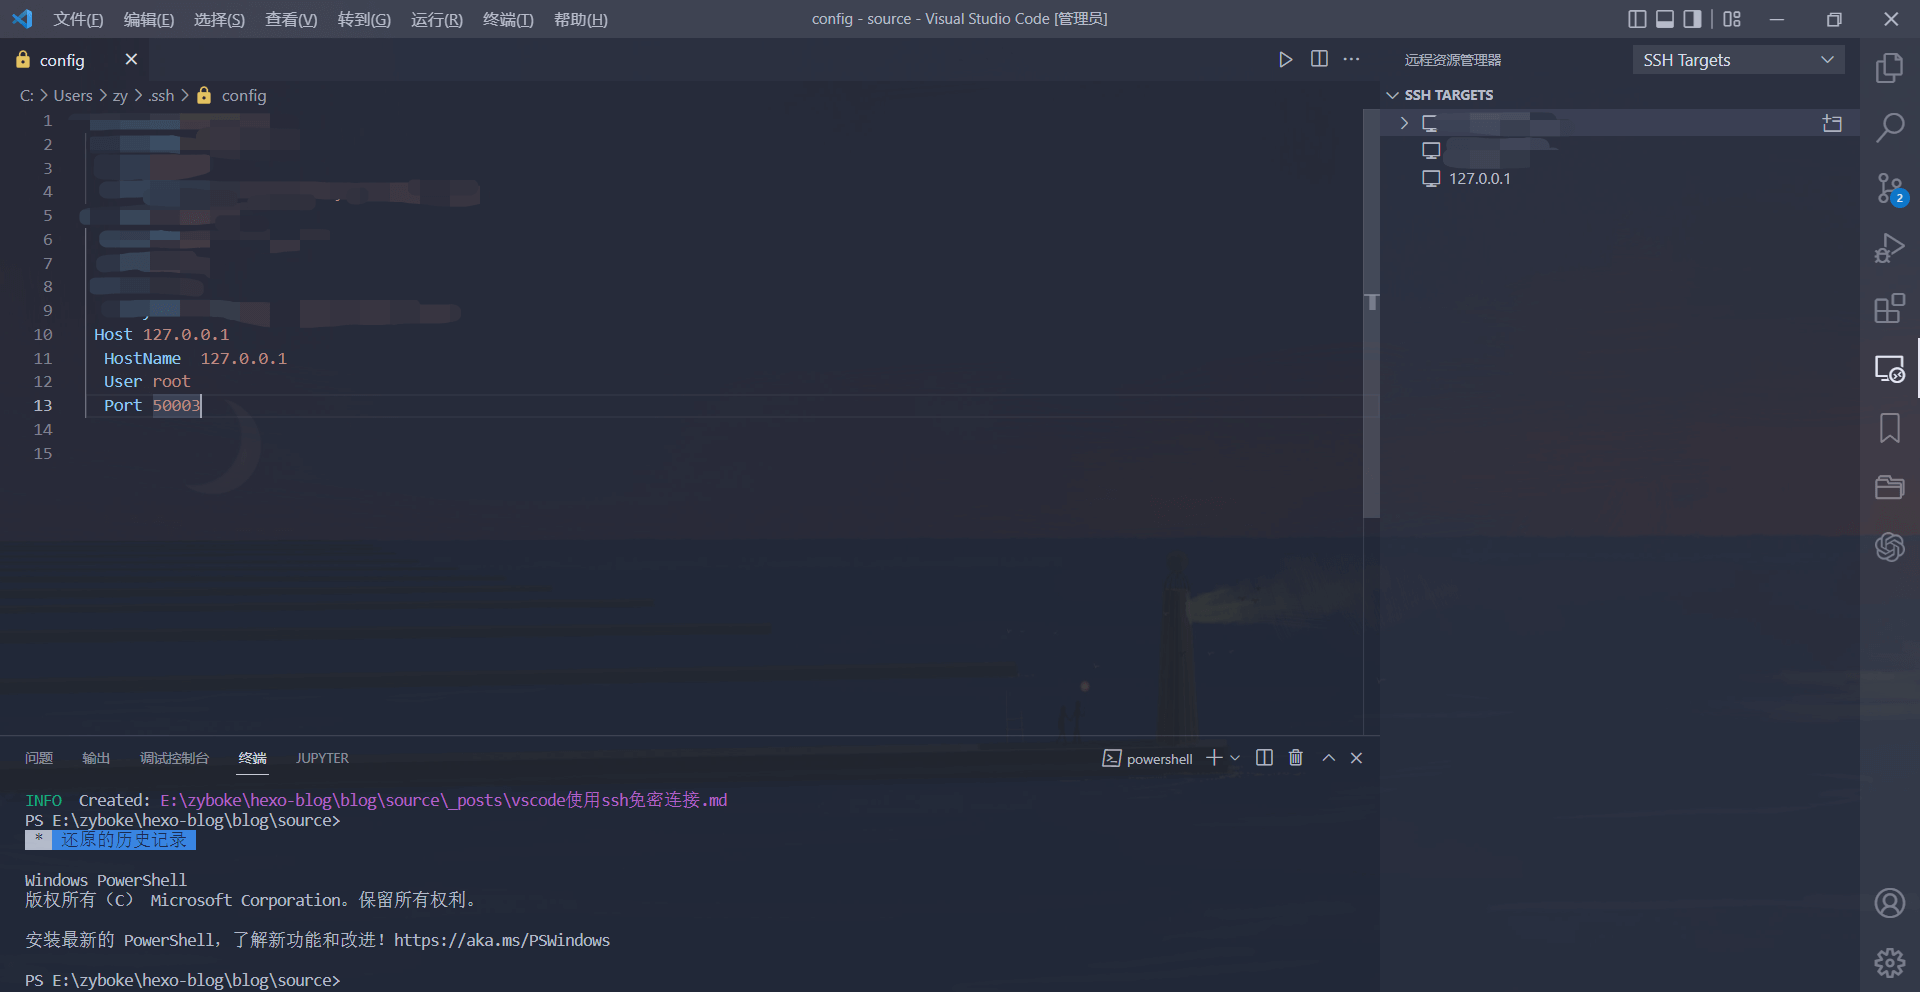 文件(F) 编辑(E) 选择(S) 查看(V) 转到(G) 运行(R) 终端(T) 帮助(H) config - source - Visual Studio Code [管理员]
config
C: > Users > zy > .ssh > config
1
2
3
4
5
6
7
8
9
10 Host 127.0.0.1
11 HostName 127.0.0.1
12 User root
13 Port 50003
14
15
远程资源管理器 SSH Targets
SSH TARGETS
127.0.0.1
2
问题 输出 调试控制台 终端 JUPYTER powershell
INFO Created: E:\zyboke\hexo-blog\blog\source\_posts\vscode使用ssh免密连接.md
PS E:\zyboke\hexo-blog\blog\source>
* 还原的历史记录
Windows PowerShell
版权所有（C） Microsoft Corporation。保留所有权利。
安装最新的 PowerShell，了解新功能和改进！https://aka.ms/PSWindows
PS E:\zyboke\hexo-blog\blog\source>